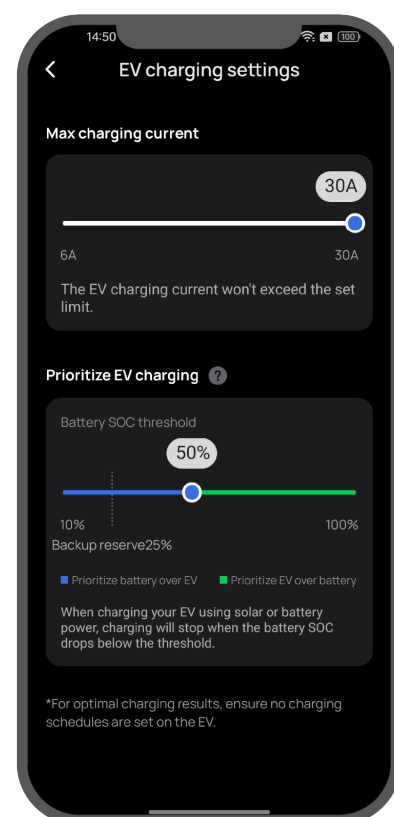 14:50
100
EV charging settings
Max charging current
30A
6A
30A
The EV charging current won't exceed the set
limit.
Prioritize EV charging ?
Battery SOC threshold
50%
10%
100%
Backup reserve25%
Prioritize battery over EV
Prioritize EV over battery
When charging your EV using solar or battery
power, charging will stop when the battery SOC
drops below the threshold.
*For optimal charging results, ensure no charging
schedules are set on the EV.